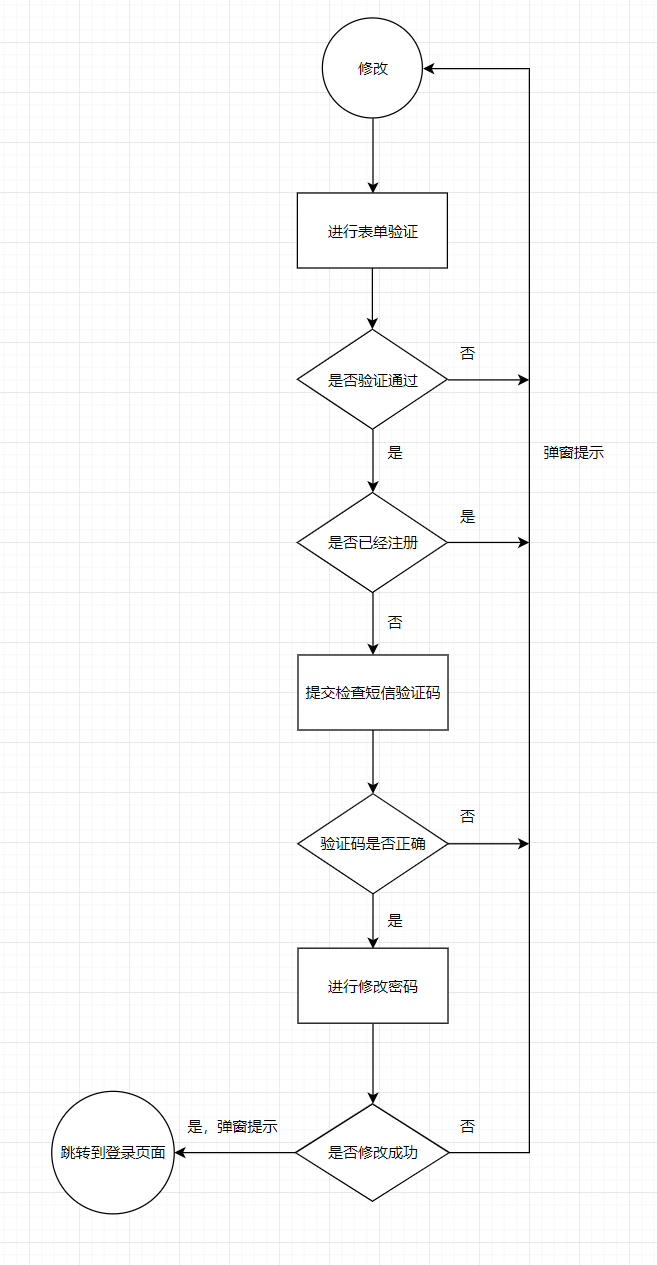 修改
进行表单验证
否
是否验证通过
是
弹窗提示
是
是否已经注册
否
提交检查短信验证码
否
验证码是否正确
是
进行修改密码
是，弹窗提示
否
跳转到登录页面
是否修改成功